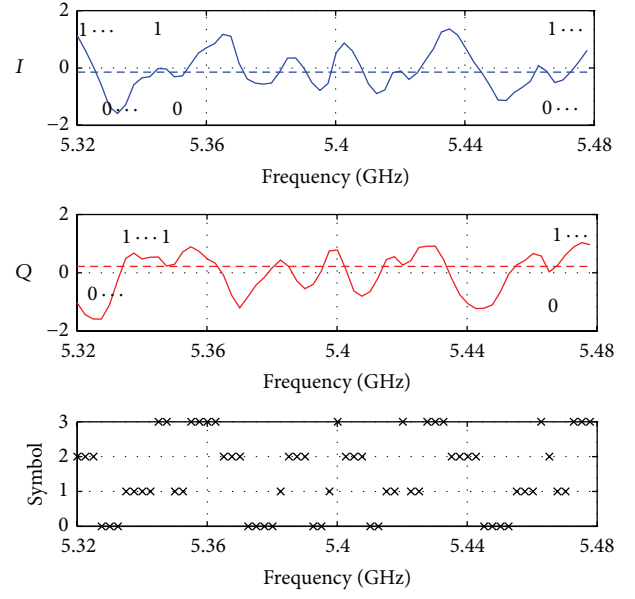 1 ⋯ 1 1 ⋯
2
I
0
0 ⋯ 0 0 ⋯
−2
5.32 5.36 5.4 5.44 5.48
Frequency (GHz)
2
1 ⋯ 1 1 ⋯
Q
0
0 ⋯ 0
−2
5.32 5.36 5.4 5.44 5.48
Frequency (GHz)
3
2
Symbol
1
0
5.32 5.36 5.4 5.44 5.48
Frequency (GHz)